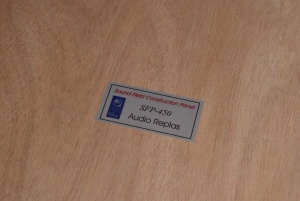 Sound Field Construction Panel
SFP-450
Audio Replas